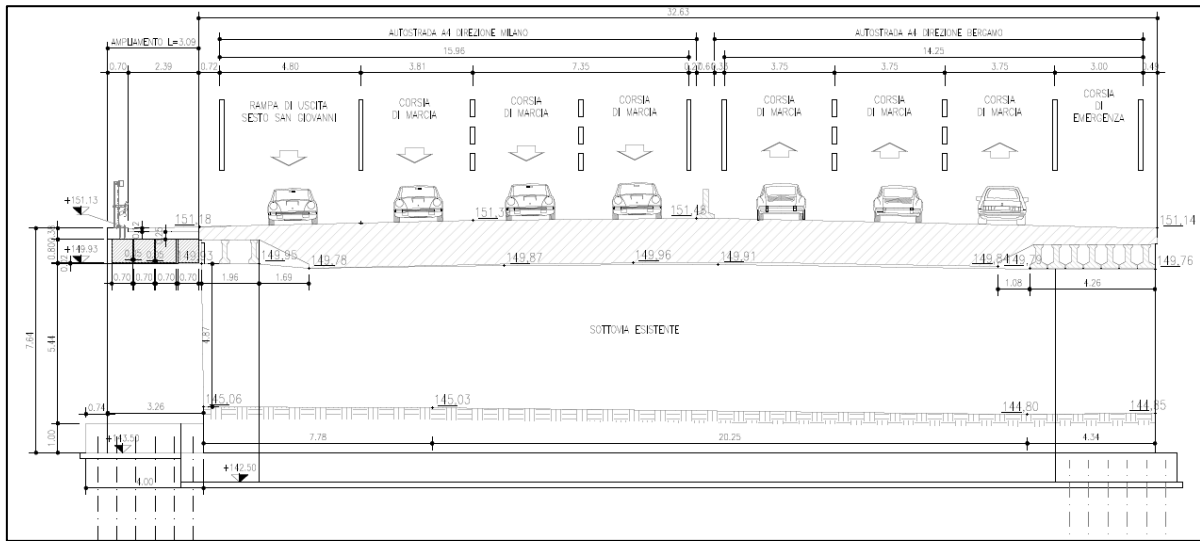 32.63
AMPLIAMENTO L=3.09
AUTOSTRADA A4 DIREZIONE MILANO
AUTOSTRADA A4 DIREZIONE BERGAMO
15.96
14.25
0.70
2.39
0.72
4.80
3.81
7.35
3.75
3.75
3.75
3.00
0.49
RAMPA DI USCITA
SESTO SAN GIOVANNI
CORSIA
DI MARCIA
CORSIA
DI MARCIA
CORSIA
DI MARCIA
CORSIA
DI MARCIA
CORSIA
DI MARCIA
CORSIA
DI MARCIA
CORSIA
DI
EMERGENZA
+151.13
151.18
151.48
151.14
+149.93
149.93
149.95
149.78
149.87
149.96
149.91
149.84
149.79
149.76
0.70
0.70
0.70
0.70
1.96
1.69
1.08
4.26
7.64
5.44
4.87
SOTTOVIA ESISTENTE
0.74
3.26
145.06
145.03
144.80
144.85
1.00
+143.50
7.78
20.25
4.34
+142.50
4.00